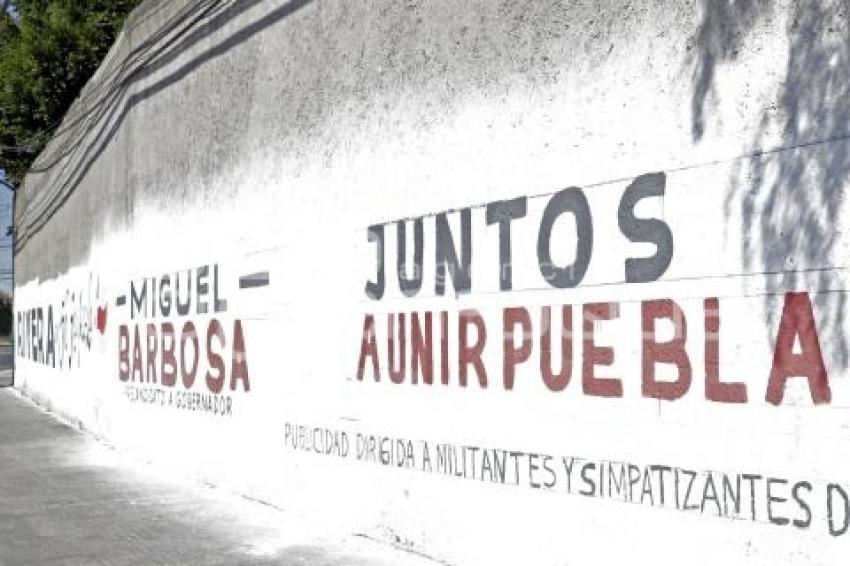 RIVERA
- MIGUEL -
BARBOSA
PRECANDIDATO A GOBERNADOR
JUNTOS
A UNIR PUEBLA
PUBLICIDAD DIRIGIDA A MILITANTES Y SIMPATIZANTES D